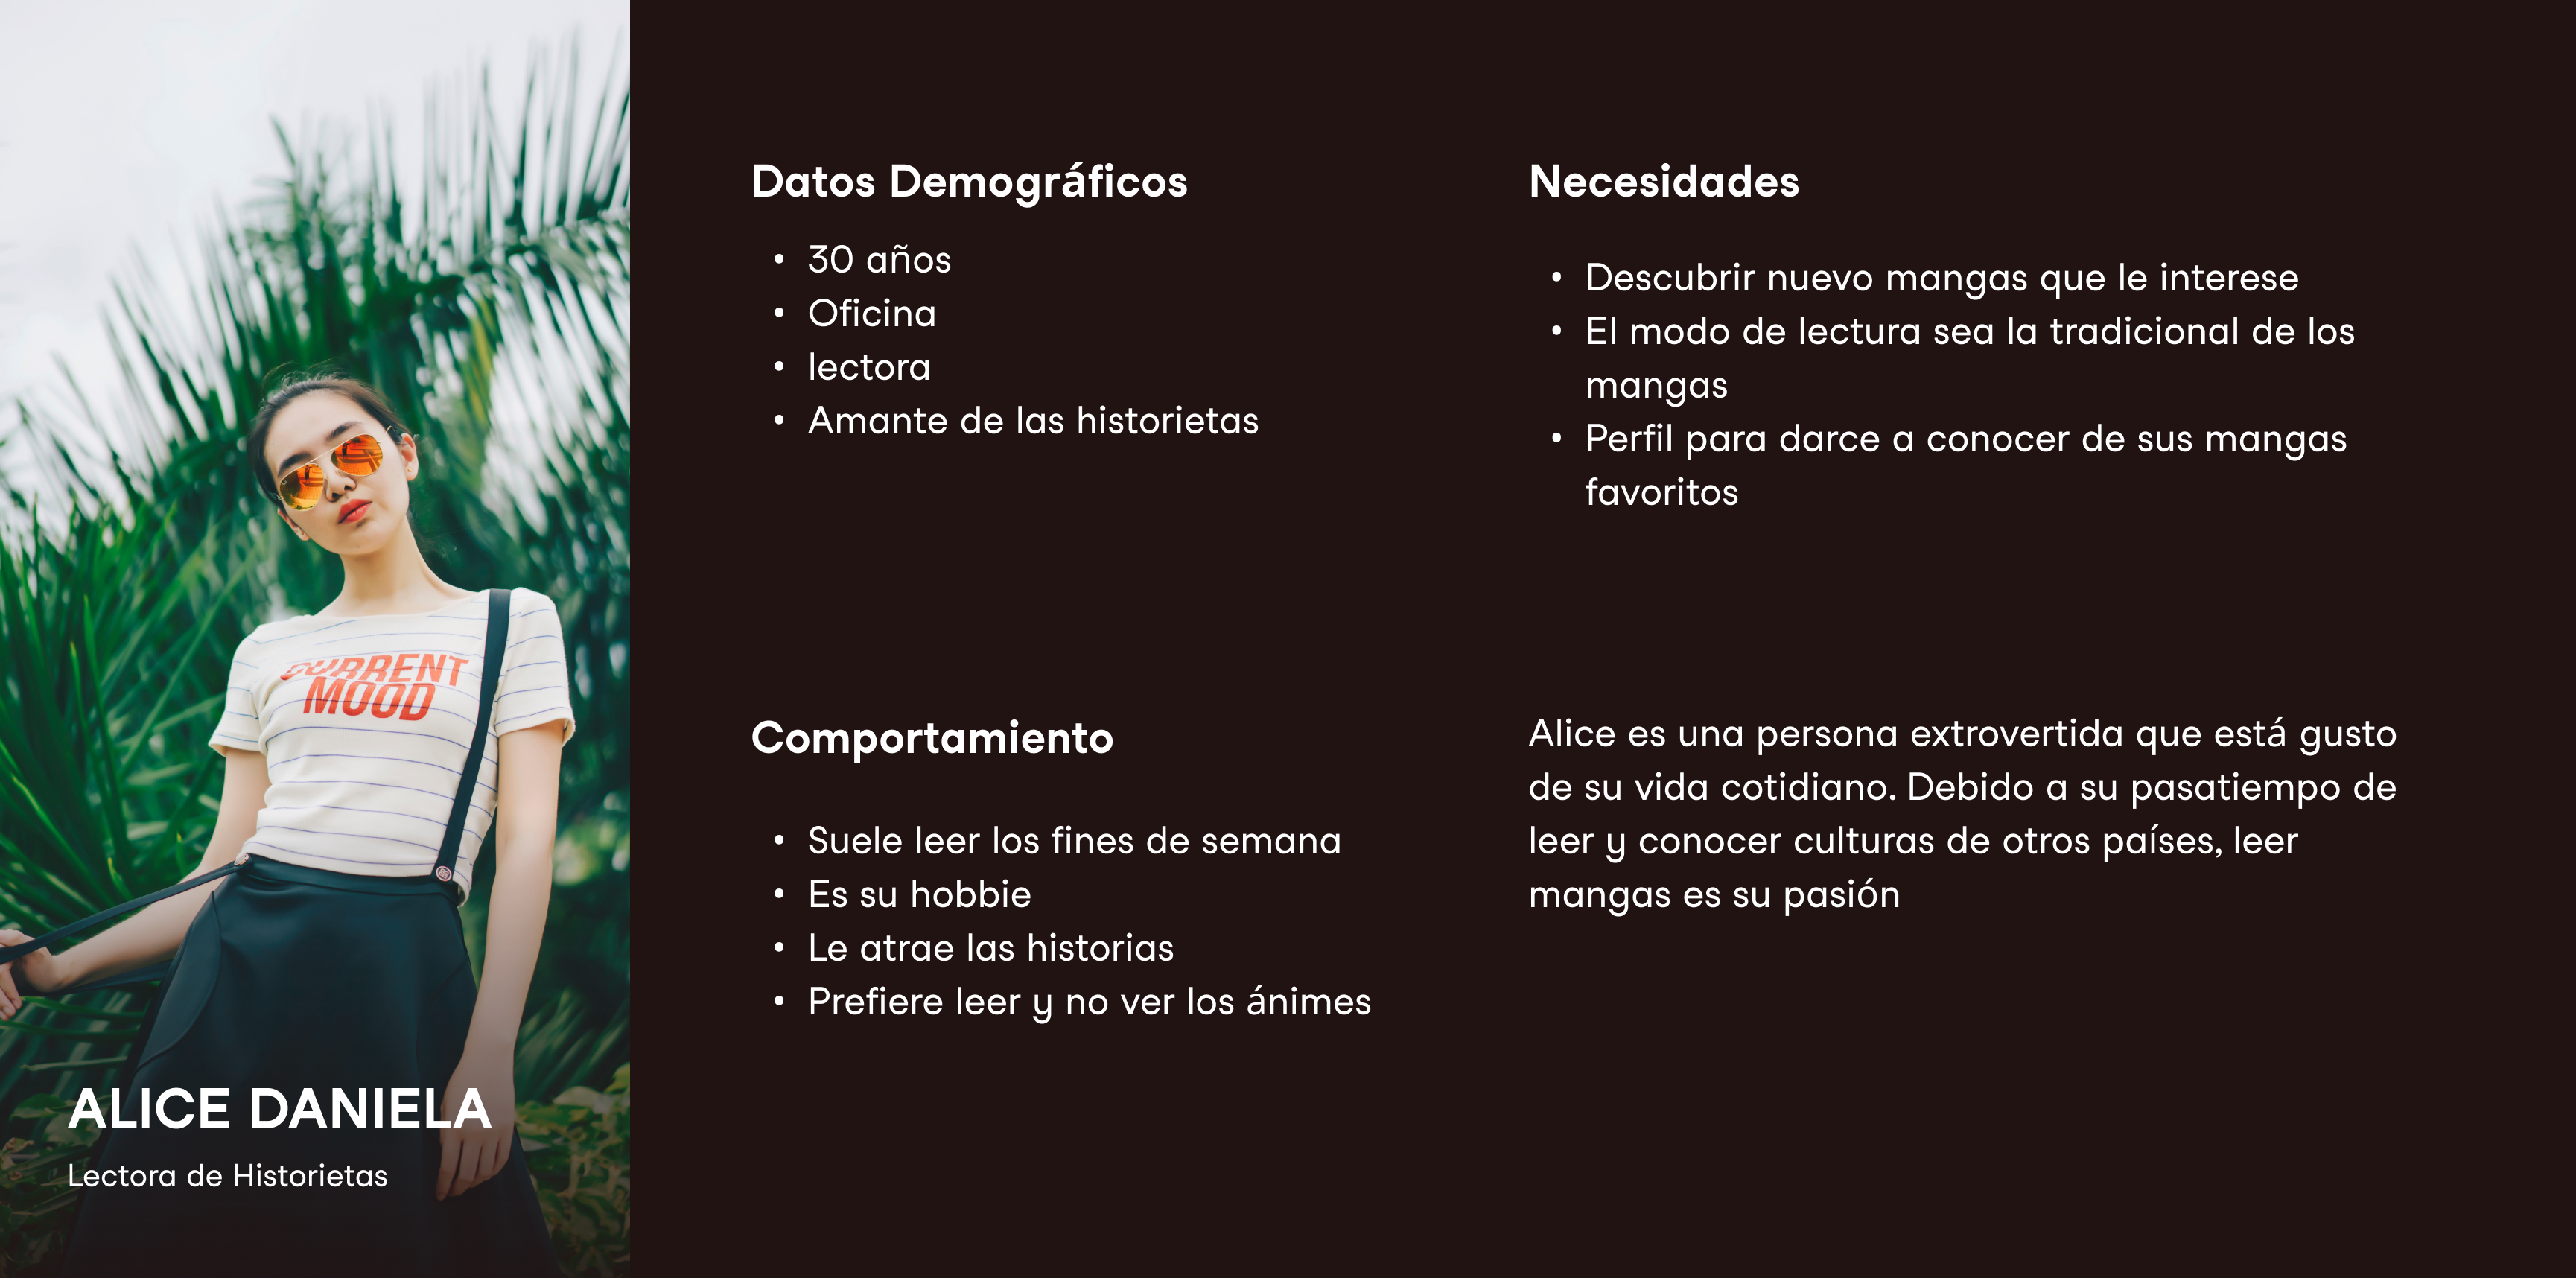 CURRENT
MOOD
ALICE DANIELA
Lectora de Historietas
Datos Demográficos
• 30 años
• Oficina
• lectora
• Amante de las historietas
Necesidades
• Descubrir nuevo mangas que le interese
• El modo de lectura sea la tradicional de los
mangas
• Perfil para darce a conocer de sus mangas
favoritos
Comportamiento
• Suele leer los fines de semana
• Es su hobbie
• Le atrae las historias
• Prefiere leer y no ver los ánimes
Alice es una persona extrovertida que está gusto
de su vida cotidiano. Debido a su pasatiempo de
leer y conocer culturas de otros países, leer
mangas es su pasión